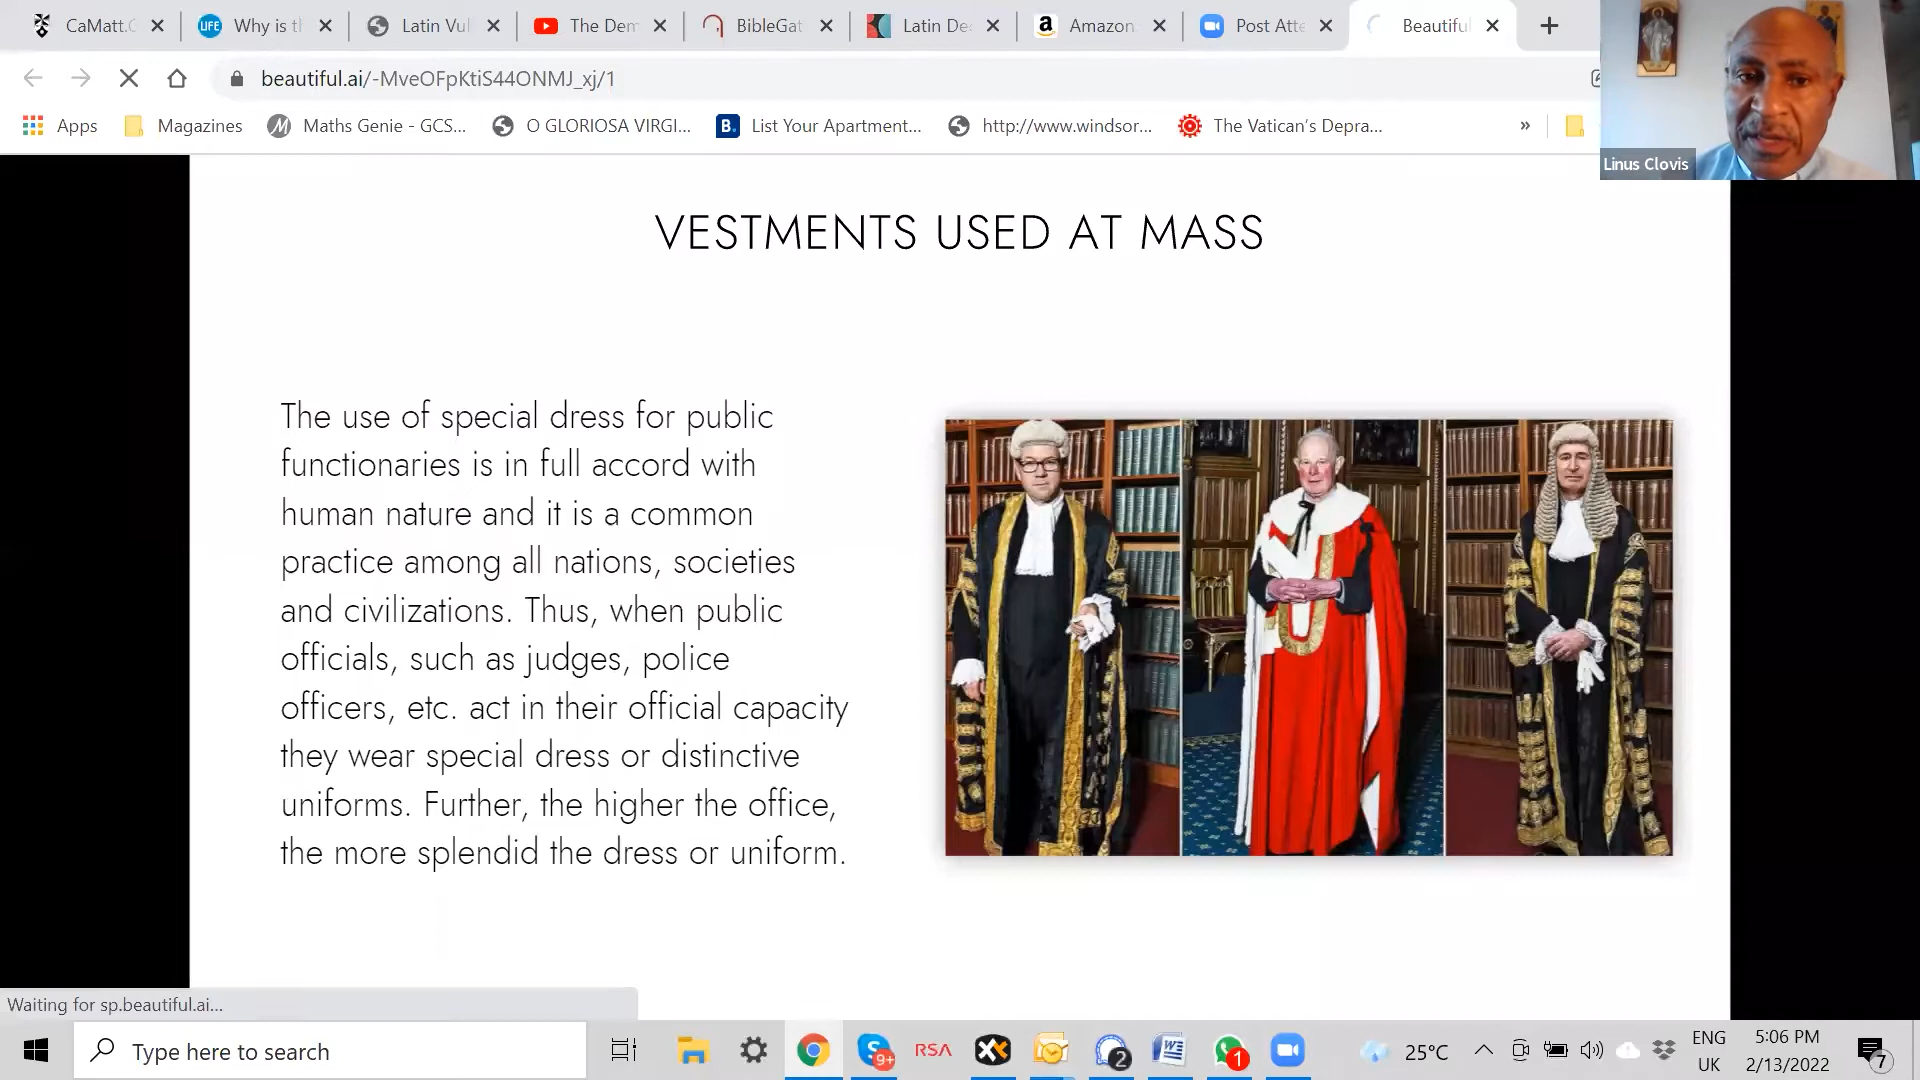 CaMatt.C
Why is th
Latin Vul
The Dem
BibleGat
Latin De
Amazon
Post Atte
Beautiful
beautiful.ai/-MveOFpKtiS44ONMJ_xj/1
Apps
Magazines
Maths Genie - GCS...
O GLORIOSA VIRGI...
B.
List Your Apartment...
http://www.windsor...
The Vatican's Depra...
»
Linus Clovis
VESTMENTS USED AT MASS
The use of special dress for public
functionaries is in full accord with
human nature and it is a common
practice among all nations, societies
and civilizations. Thus, when public
officials, such as judges, police
officers, etc. act in their official capacity
they wear special dress or distinctive
uniforms. Further, the higher the office,
the more splendid the dress or uniform.
Waiting for sp.beautiful.ai...
Type here to search
9+
RSA
2
1
25°C
ENG
UK
5:06 PM
2/13/2022
7